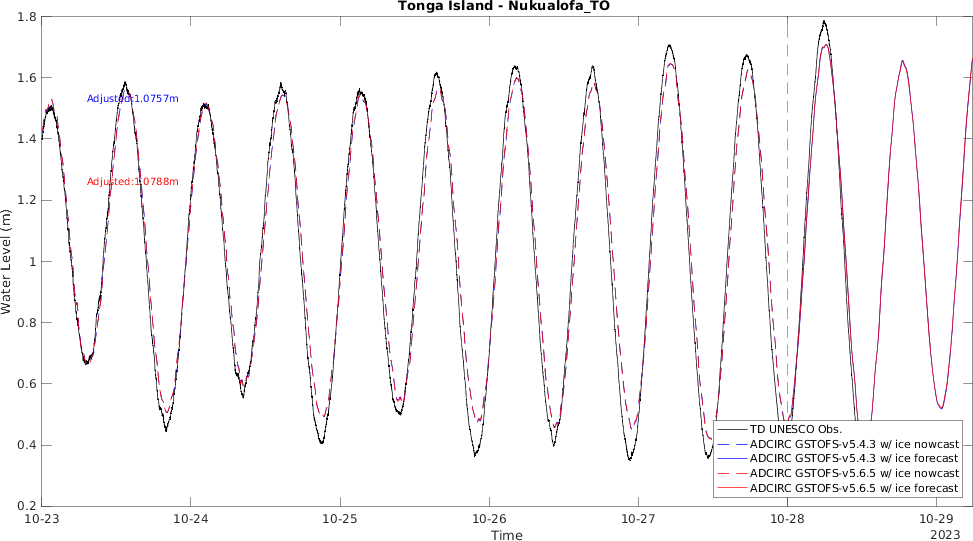 Tonga Island - Nukualofa_TO
Water Level (m)
1.8
1.6
1.4
1.2
1
0.8
0.6
0.4
0.2
Adjusted:1.0757m
Adjusted:1.0788m
TD UNESCO Obs.
ADCIRC GSTOFS-v5.4.3 w/ ice nowcast
ADCIRC GSTOFS-v5.4.3 w/ ice forecast
ADCIRC GSTOFS-v5.6.5 w/ ice nowcast
ADCIRC GSTOFS-v5.6.5 w/ ice forecast
10-23 10-24 10-25 10-26 10-27 10-28 10-29
Time
2023